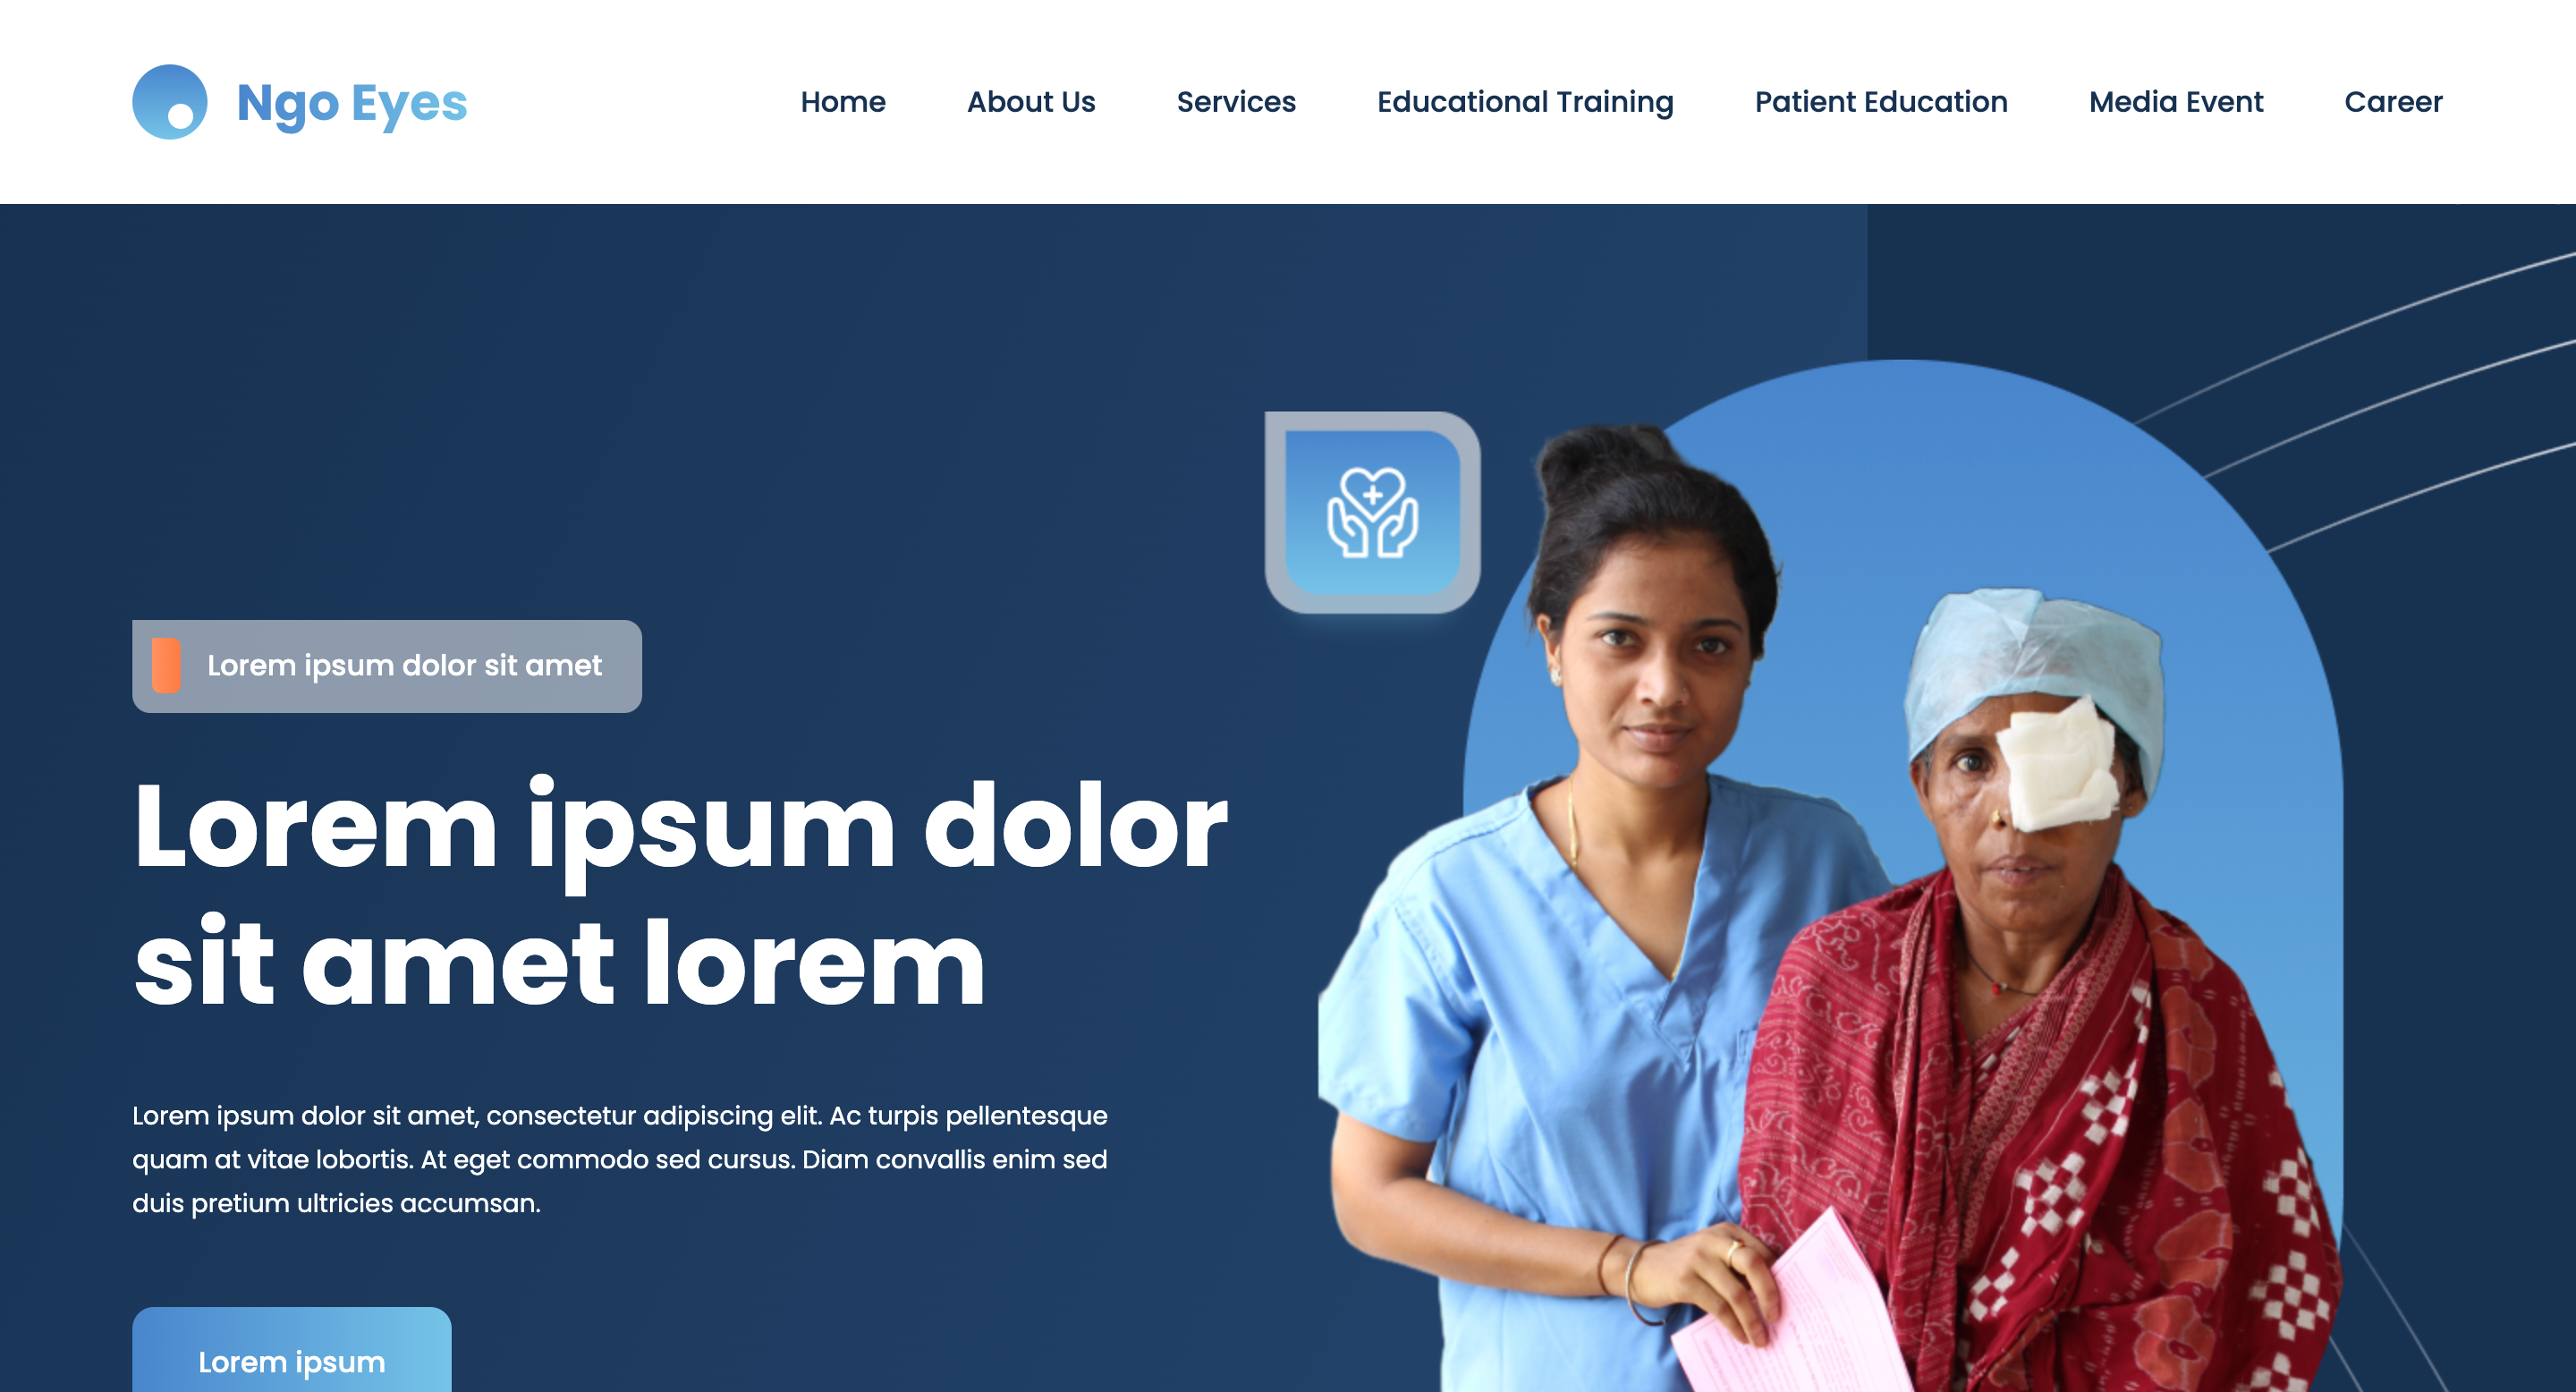 Ngo Eyes
Home About Us Services Educational Training Patient Education Media Event Career
Lorem ipsum dolor sit amet
Lorem ipsum dolor
sit amet lorem
Lorem ipsum dolor sit amet, consectetur adipiscing elit. Ac turpis pellentesque
quam at vitae lobortis. At eget commodo sed cursus. Diam convallis enim sed
duis pretium ultricies accumsan.
Lorem ipsum